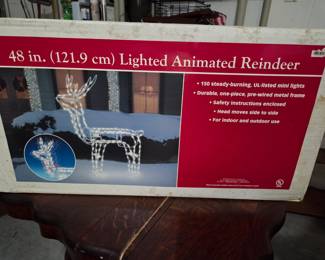 48 in. (121.9 cm) Lighted Animated Reindeer
• 150 steady-burning, UL-listed mini lights
• Durable, one-piece, pre-wired metal frame
• Safety instructions enclosed
• Head moves side to side
• For indoor and outdoor use